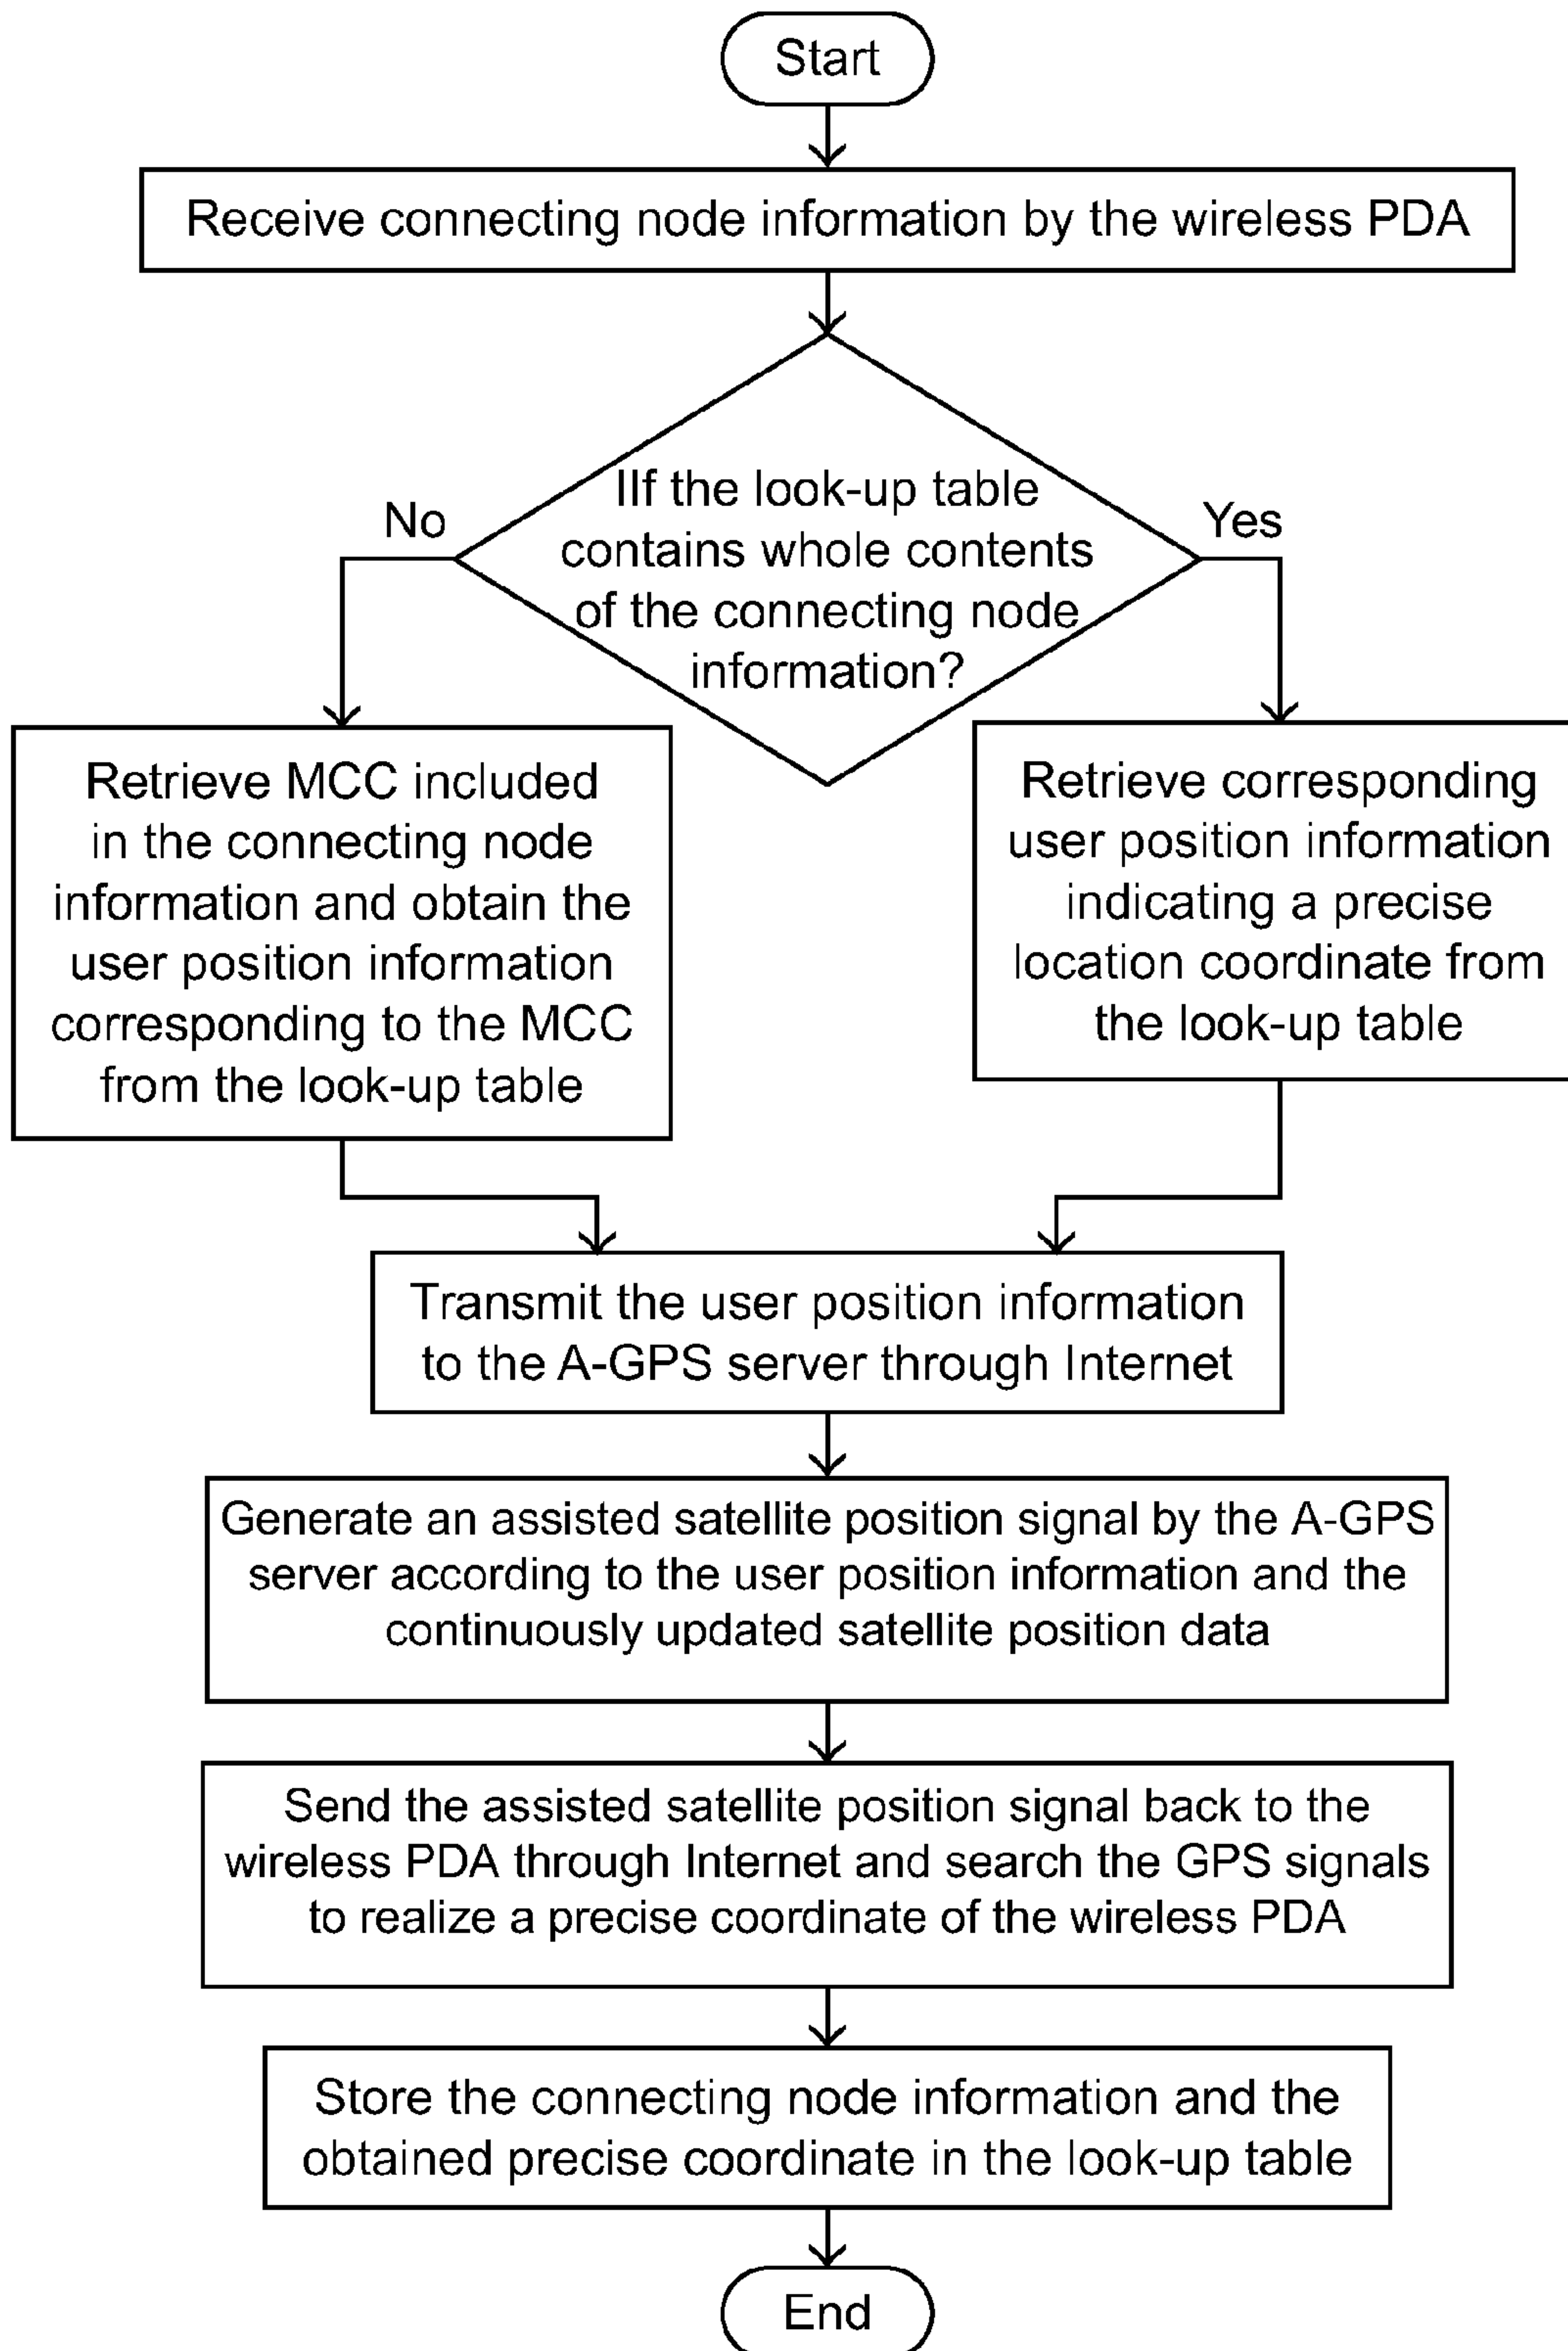 Start
Receive connecting node information by the wireless PDA
IIf the look-up table
contains whole contents
of the connecting node
information?
No
Yes
Retrieve MCC included
in the connecting node
information and obtain the
user position information
corresponding to the MCC
from the look-up table
Retrieve corresponding
user position information
indicating a precise
location coordinate from
the look-up table
Transmit the user position information
to the A-GPS server through Internet
Generate an assisted satellite position signal by the A-GPS
server according to the user position information and the
continuously updated satellite position data
Send the assisted satellite position signal back to the
wireless PDA through Internet and search the GPS signals
to realize a precise coordinate of the wireless PDA
Store the connecting node information and the
obtained precise coordinate in the look-up table
End